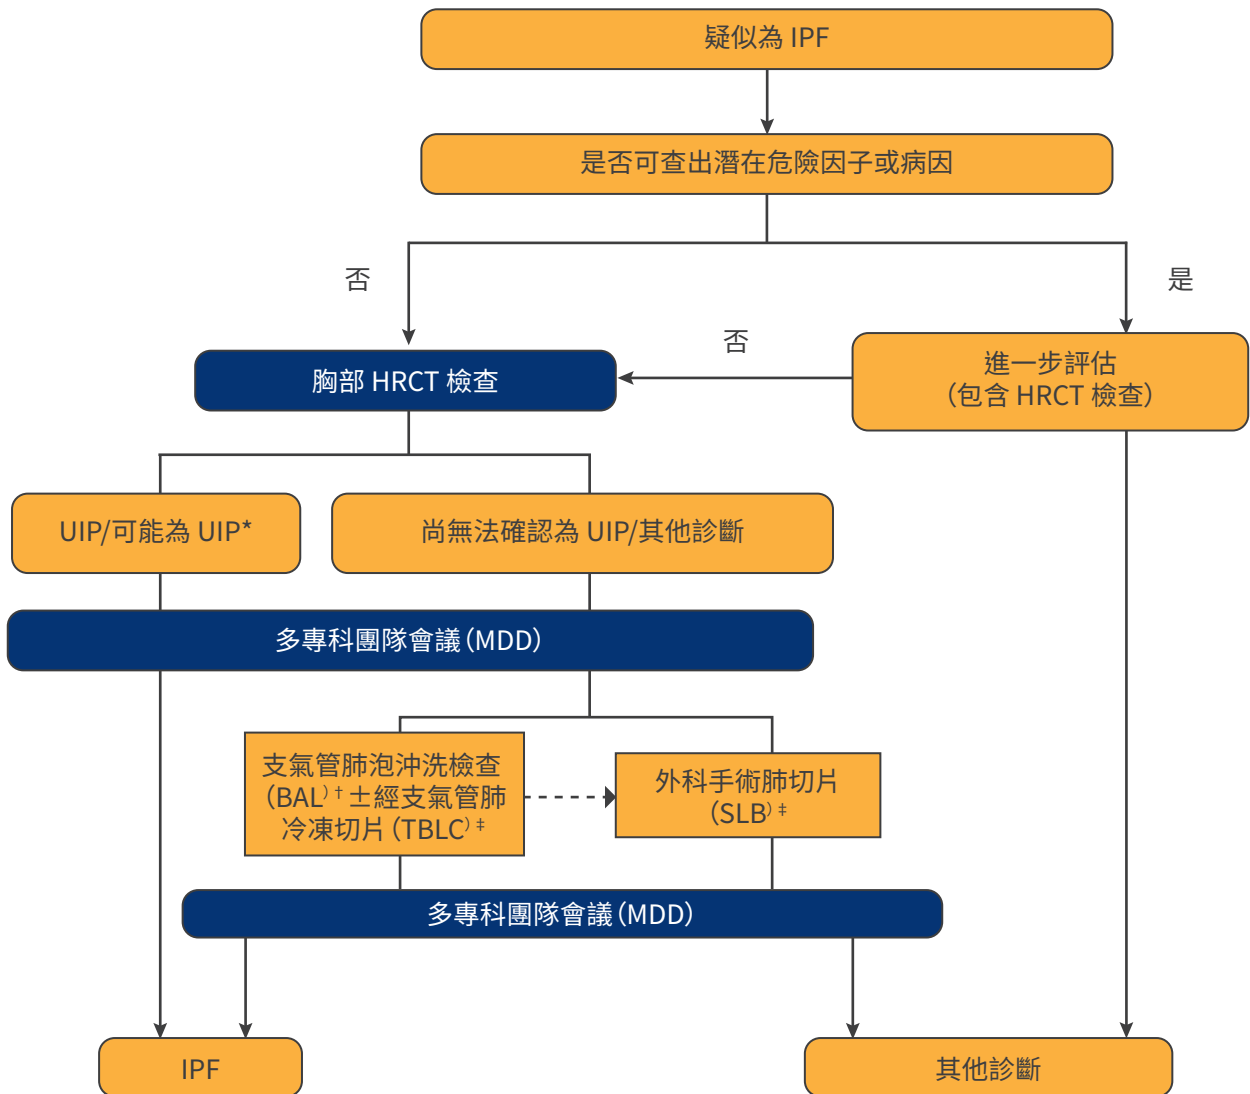 疑似為 IPF
是否可查出潛在危險因子或病因
否
是
否
胸部 HRCT 檢查
進一步評估
（包含 HRCT 檢查）
UIP/可能為 UIP*
尚無法確認為 UIP/其他診斷
多專科團隊會議（MDD）
支氣管肺泡沖洗檢查
（BAL）†±經支氣管肺
冷凍切片（TBLC）‡
外科手術肺切片
（SLB）‡
多專科團隊會議（MDD）
IPF
其他診斷